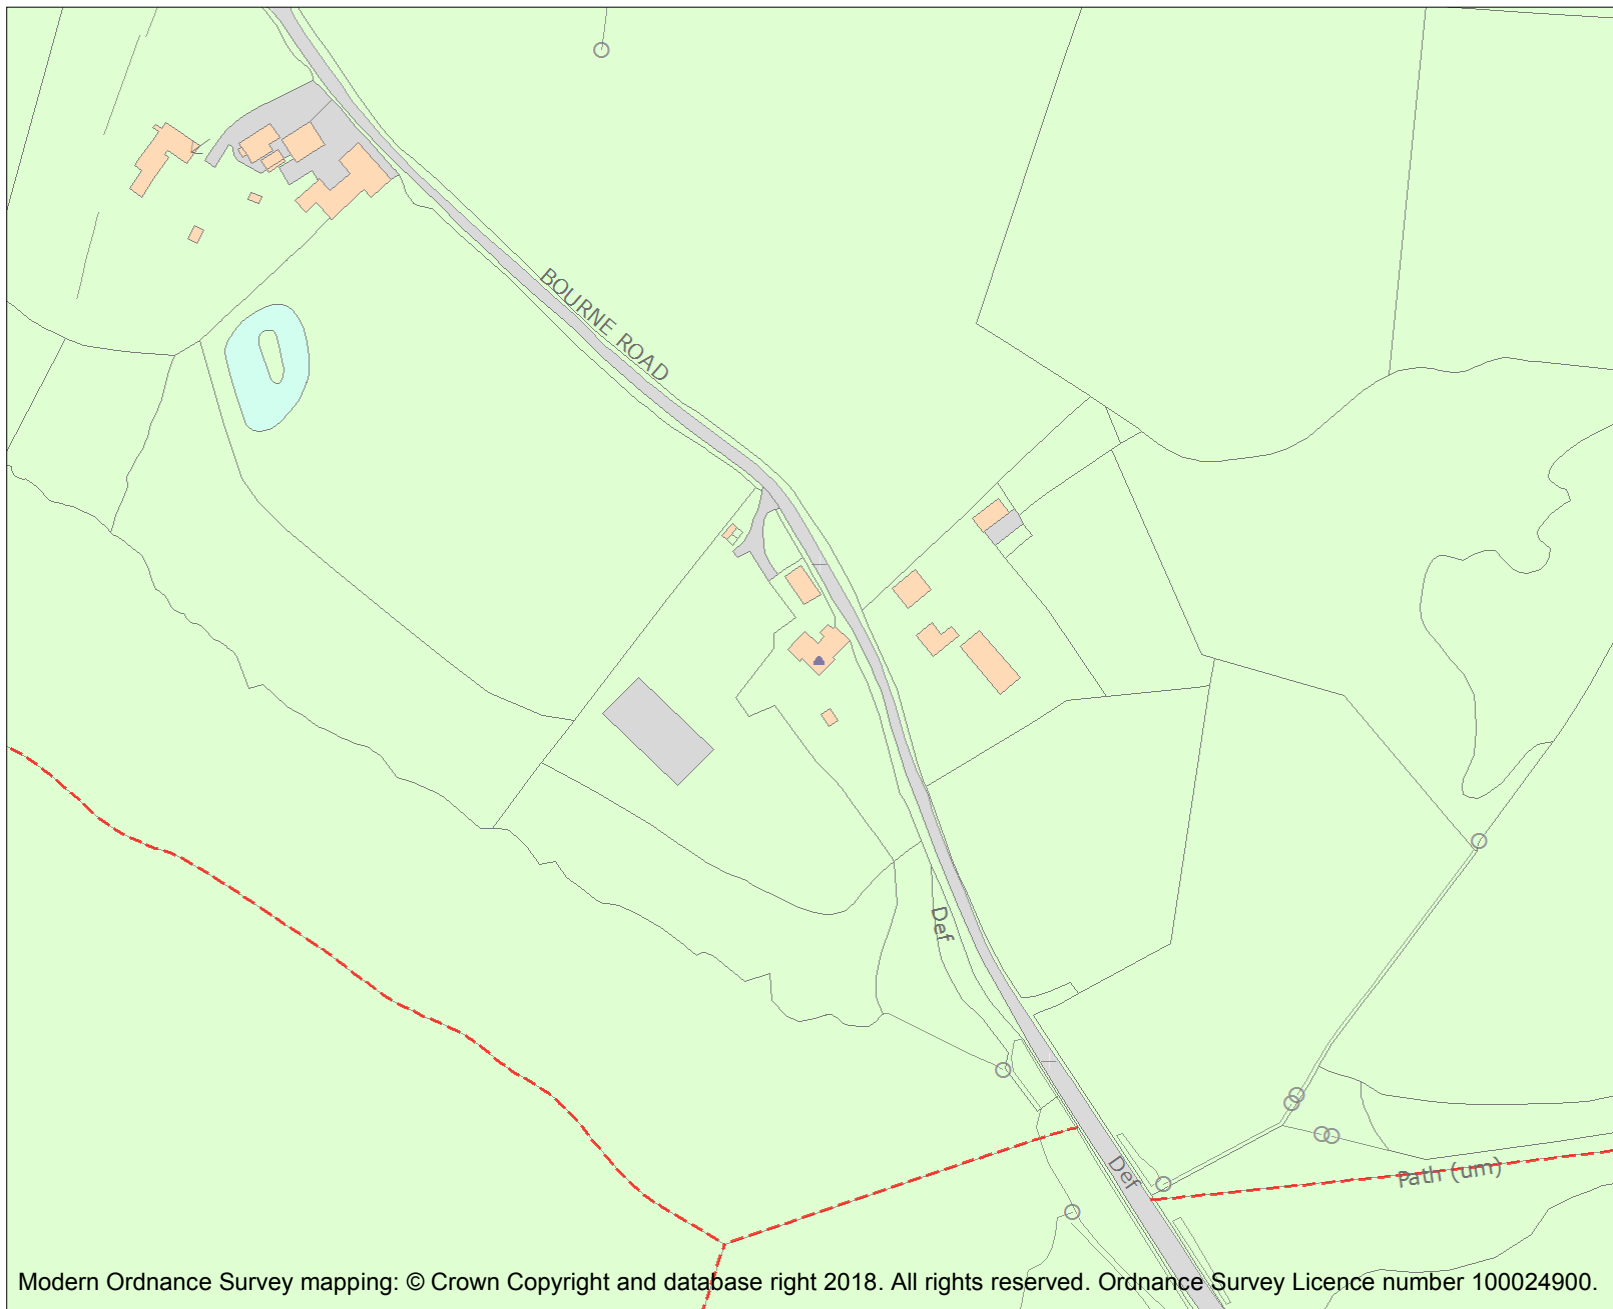 BOURNE ROAD
Def
Def
Path (um)
Modern Ordnance Survey mapping: © Crown Copyright and database right 2018. All rights reserved. Ordnance Survey Licence number 100024900.